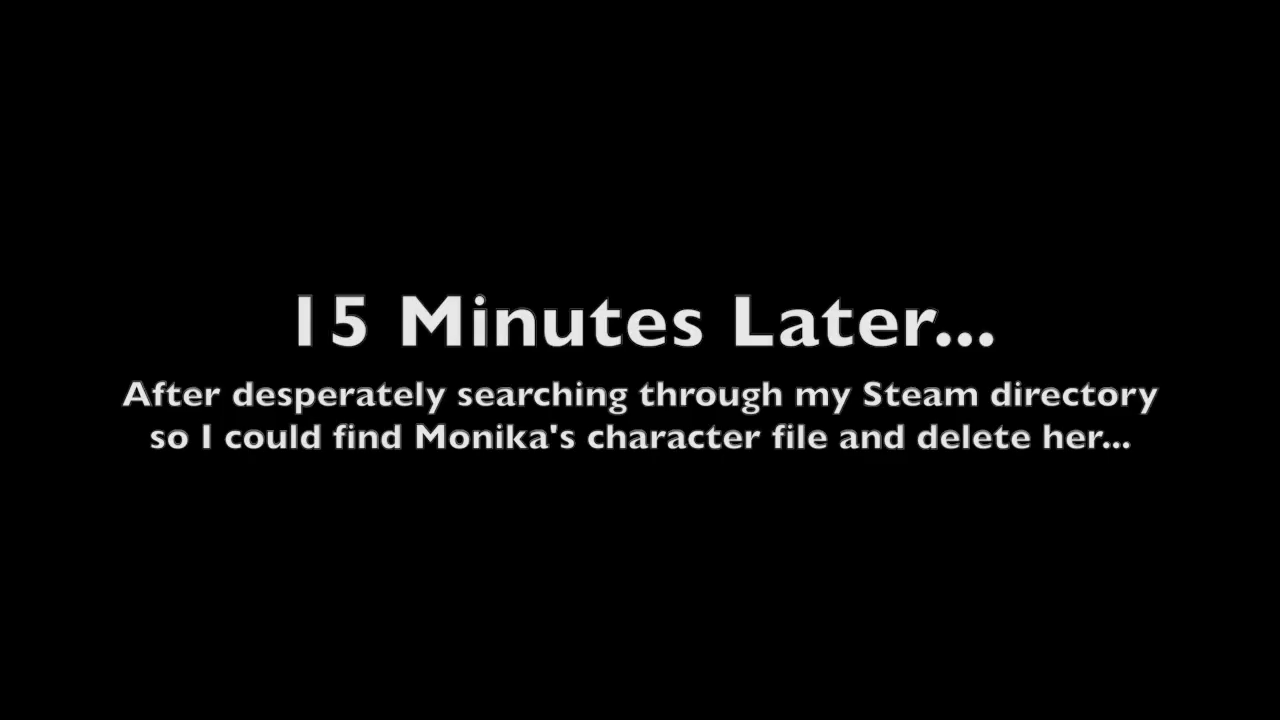 15 Minutes Later...
After desperately searching through my Steam directory
so I could find Monika's character file and delete her...